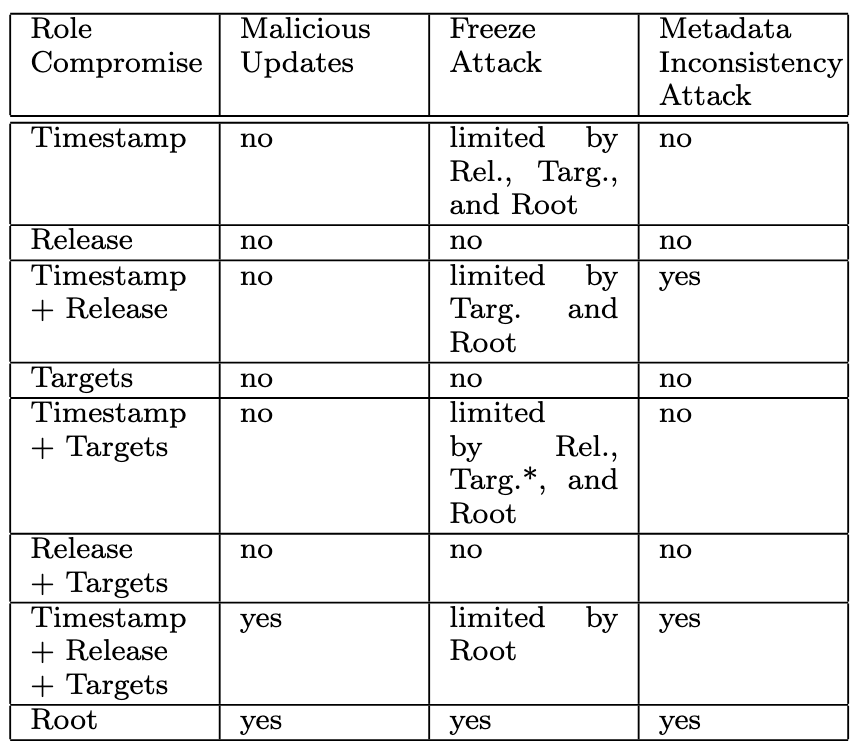 Role Compromise | Malicious Updates | Freeze Attack | Metadata Inconsistency Attack
Timestamp | no | limited by Rel., Targ., and Root | no
Release | no | no | no
Timestamp + Release | no | limited by Targ. and Root | yes
Targets | no | no | no
Timestamp + Targets | no | limited by Rel., Targ.*, and Root | no
Release + Targets | no | no | no
Timestamp + Release + Targets | yes | limited by Root | yes
Root | yes | yes | yes